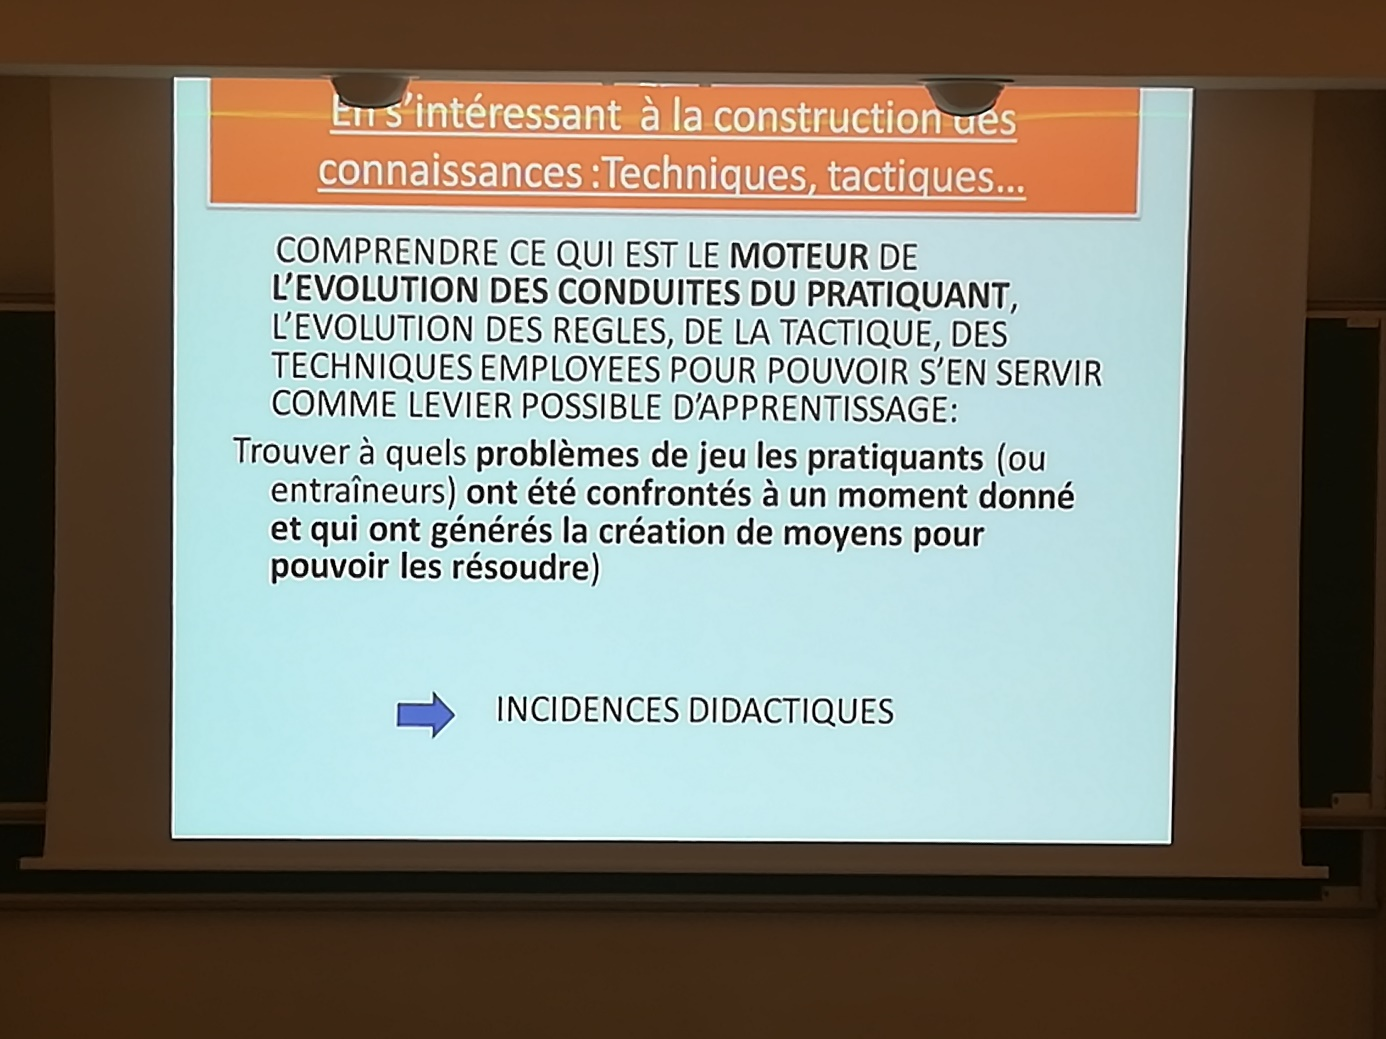 En s'intéressant à la construction des
connaissances :Techniques, tactiques...
COMPRENDRE CE QUI EST LE MOTEUR DE
L'EVOLUTION DES CONDUITES DU PRATIQUANT,
L'EVOLUTION DES REGLES, DE LA TACTIQUE, DES
TECHNIQUES EMPLOYEES POUR POUVOIR S'EN SERVIR
COMME LEVIER POSSIBLE D'APPRENTISSAGE:
Trouver à quels problèmes de jeu les pratiquants (ou
entraîneurs) ont été confrontés à un moment donné
et qui ont générés la création de moyens pour
pouvoir les résoudre)
INCIDENCES DIDACTIQUES